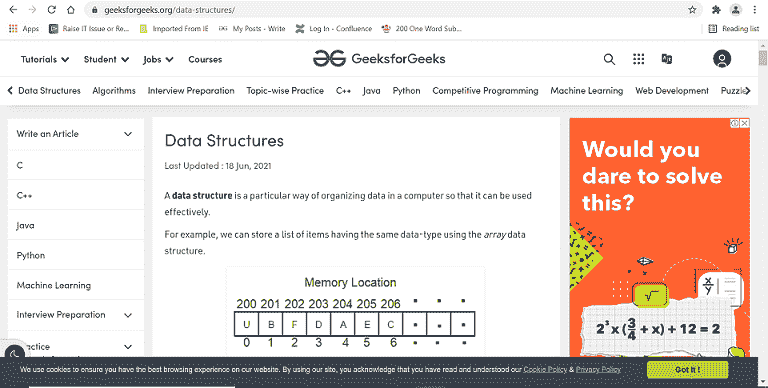 geeksforgeeks.org/data-structures/
Apps Raise IT Issue or Re... Imported From IE My Posts - Write Log In - Confluence 200 One Word Sub... Reading list
Tutorials Student Jobs Courses GeeksforGeeks
Data Structures Algorithms Interview Preparation Topic-wise Practice C++ Java Python Competitive Programming Machine Learning Web Development Puzzle
Write an Article
C
C++
Java
Python
Machine Learning
Interview Preparation
actice
Data Structures
Last Updated : 18 Jun, 2021
A data structure is a particular way of organizing data in a computer so that it can be used
effectively.
For example, we can store a list of items having the same data-type using the array data
structure.
Memory Location
200 201 202 203 204 205 206 • • •
U B F D A E C • • •
0 1 2 3 4 5 6
Would you
dare to solve
this?
x/y
√
2³x(3/4 + x) + 12 = 2
We use cookies to ensure you have the best browsing experience on our website. By using our site, you acknowledge that you have read and understood our Cookie Policy & Privacy Policy
Got It !